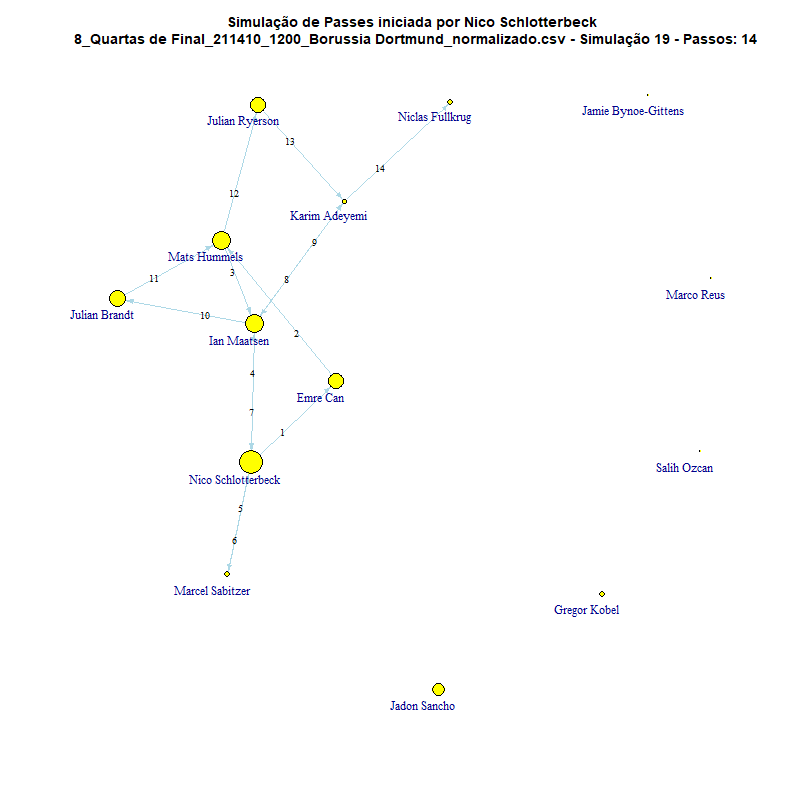 Simulação de Passes iniciada por Nico Schlotterbeck
8_Quartas de Final_211410_1200_Borussia Dortmund_normalizado.csv - Simulação 19 - Passos: 14
Jamie Bynoe-Gittens
Niclas Fullkrug
Julian Ryerson
13
14
12
Karim Adeyemi
9
Mats Hummels
3
11
8
Marco Reus
Julian Brandt
10
2
Ian Maatsen
4
Emre Can
7
1
Salih Ozcan
Nico Schlotterbeck
5
6
Marcel Sabitzer
Gregor Kobel
Jadon Sancho